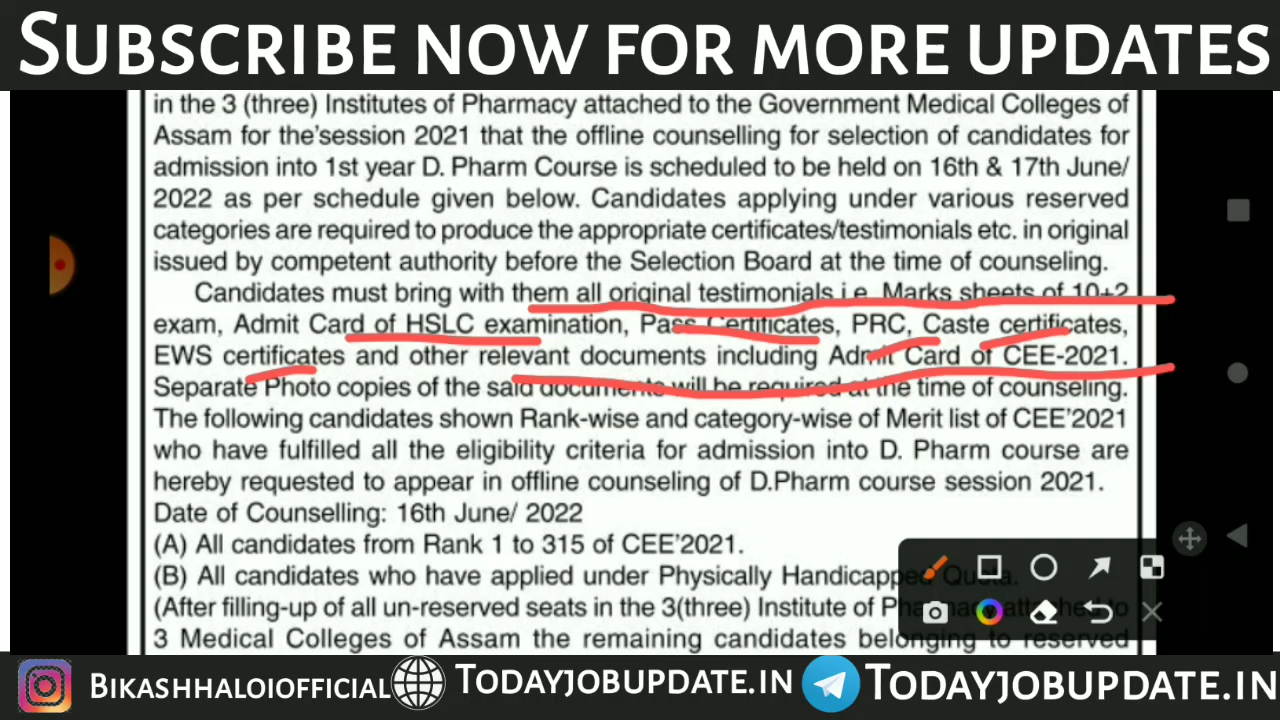 SUBSCRIBE NOW FOR MORE UPDATES
in the 3 (three) Institutes of Pharmacy attached to the Government Medical Colleges of
Assam for the'session 2021 that the offline counselling for selection of candidates for
admission into 1st year D. Pharm Course is scheduled to be held on 16th & 17th June/
2022 as per schedule given below. Candidates applying under various reserved
categories are required to produce the appropriate certificates/testimonials etc. in original
issued by competent authority before the Selection Board at the time of counseling.
Candidates must bring with them all original testimonials i.e. Marks sheets of 10+2
exam, Admit Card of HSLC examination, Pass Certificates, PRC, Caste certificates,
EWS certificates and other relevant documents including Admit Card of CEE-2021.
Separate Photo copies of the said documents will be required at the time of counseling.
The following candidates shown Rank-wise and category-wise of Merit list of CEE'2021
who have fulfilled all the eligibility criteria for admission into D. Pharm course are
hereby requested to appear in offline counseling of D.Pharm course session 2021.
Date of Counselling: 16th June/ 2022
(A) All candidates from Rank 1 to 315 of CEE'2021.
(B) All candidates who have applied under Physically Handicapped Quota.
(After filling-up of all un-reserved seats in the 3(three) Institute of Pharmacy attached to
3 Medical Colleges of Assam the remaining candidates belonging to reserved
BIKASHHALOIOFFICIAL TODAYJOBUPDATE.IN TODAYJOBUPDATE.IN